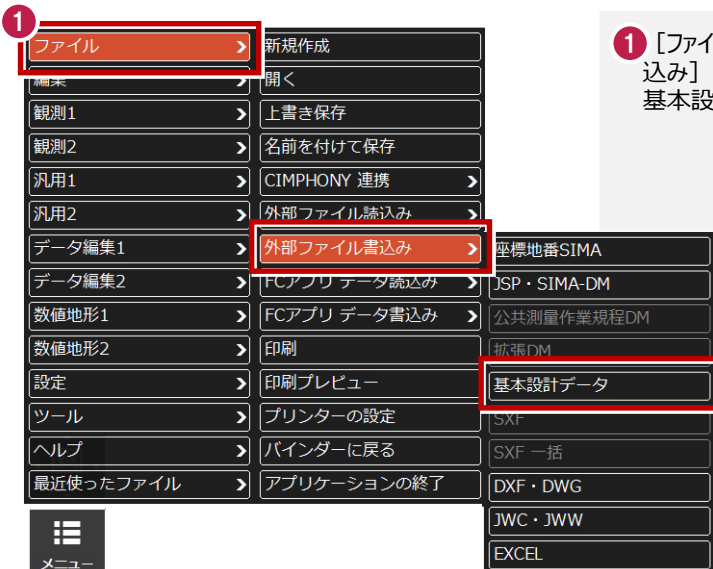 1
ファイル
編集
観測1
観測2
汎用1
汎用2
データ編集1
データ編集2
数値地形1
数値地形2
設定
ツール
ヘルプ
最近使ったファイル
メニュー
新規作成
開く
上書き保存
名前を付けて保存
CIMPHONY 連携
外部ファイル読込み
外部ファイル書込み
FCアプリ データ読込み
FCアプリ データ書込み
印刷
印刷プレビュー
プリンターの設定
バインダーに戻る
アプリケーションの終了
座標地番SIMA
JSP・SIMA-DM
公共測量作業規程DM
拡張DM
基本設計データ
SXF
SXF 一括
DXF・DWG
JWC・JWW
EXCEL
1 [ファイ
込み]
基本設